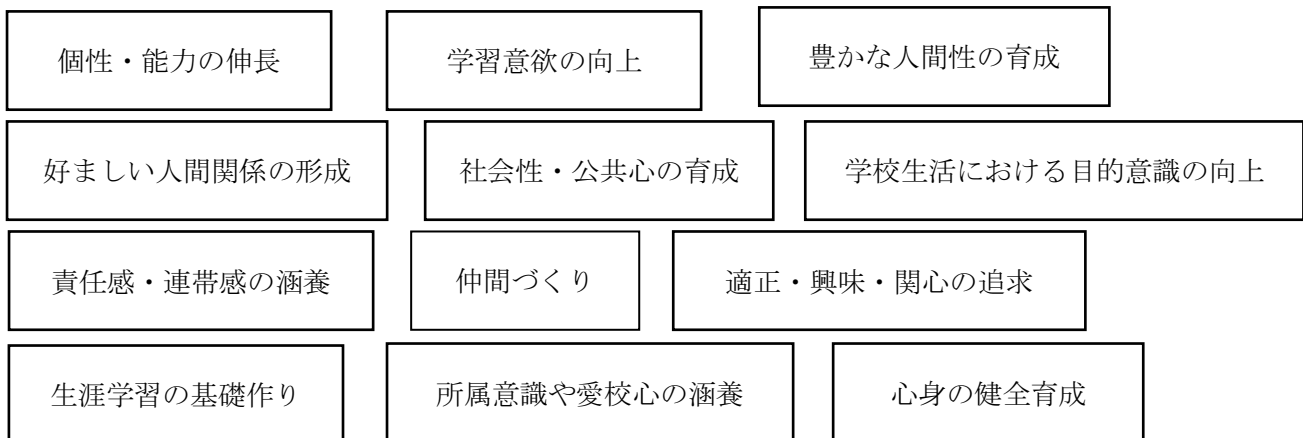 個性・能力の伸長
学習意欲の向上
豊かな人間性の育成
好ましい人間関係の形成
社会性・公共心の育成
学校生活における目的意識の向上
責任感・連帯感の涵養
仲間づくり
適正・興味・関心の追求
生涯学習の基礎作り
所属意識や愛校心の涵養
心身の健全育成